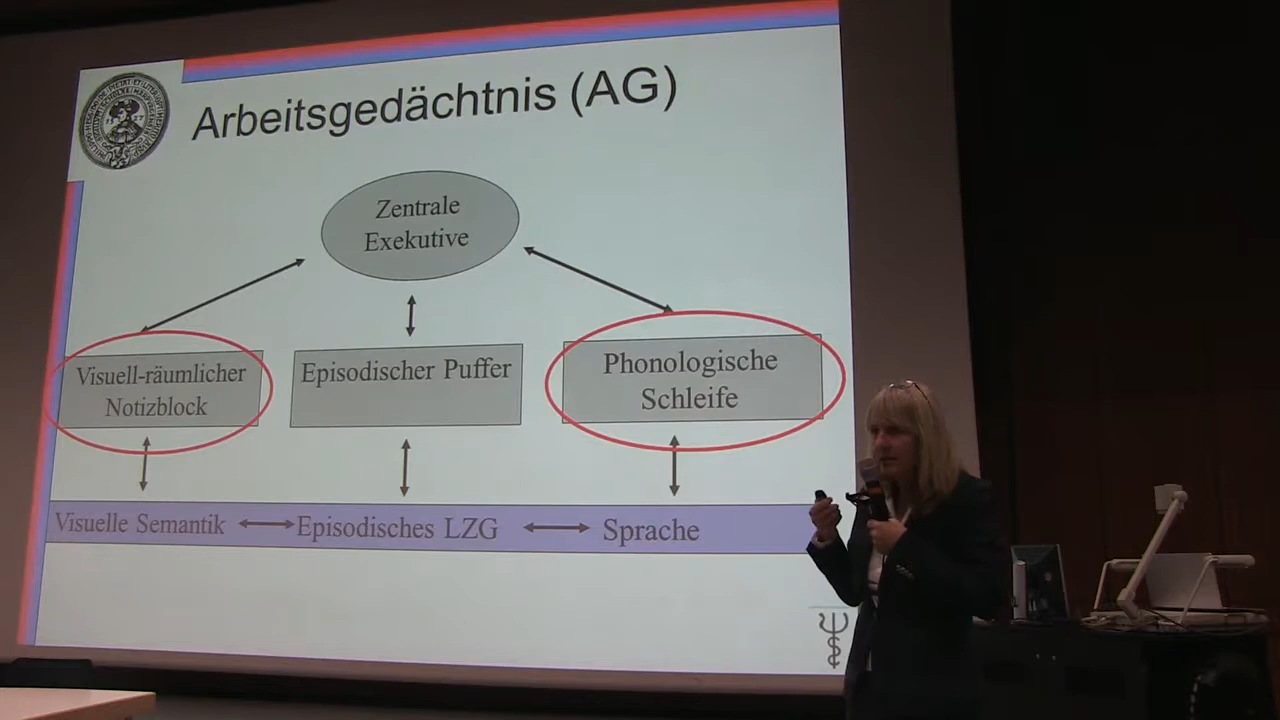 Arbeitsgedächtnis (AG)
Zentrale
Exekutive
Visuell-räumlicher
Notizblock
Episodischer Puffer
Phonologische
Schleife
Visuelle Semantik
Episodisches LZG
Sprache